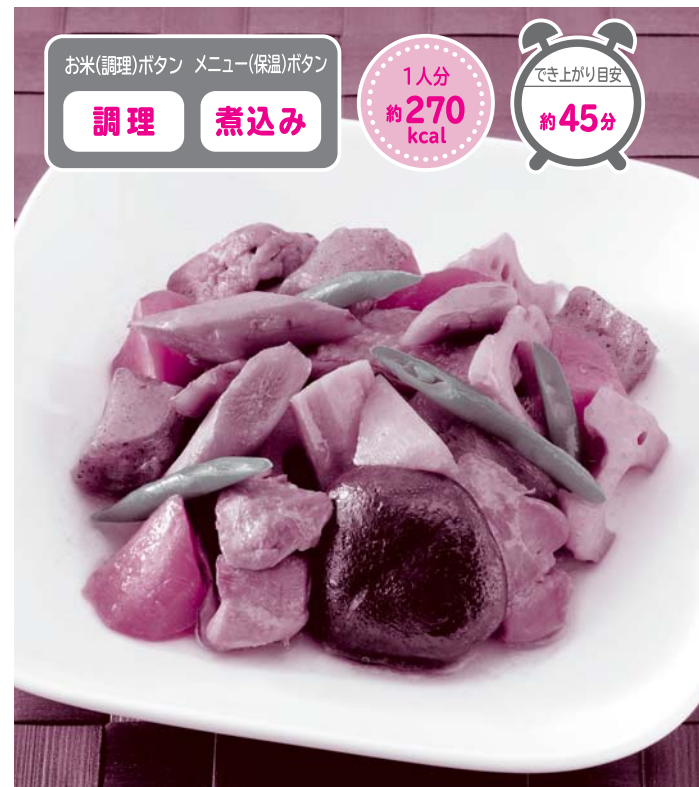 お米(調理)ボタン メニュー(保温)ボタン
調理 煮込み
1人分
約270
kcal
でき上がり目安
約45分